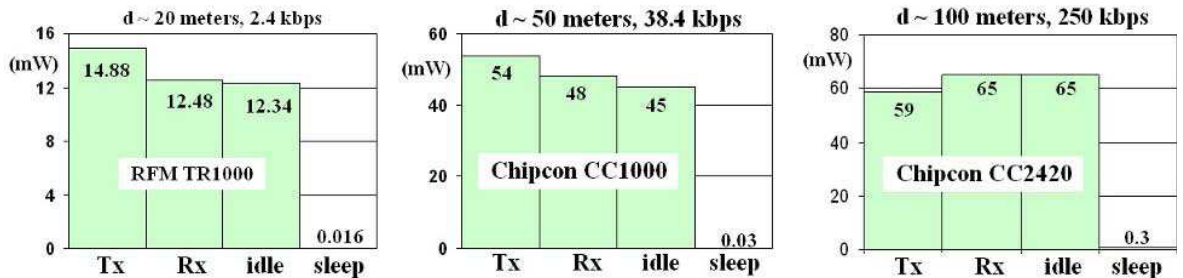 d ~ 20 meters, 2.4 kbps
16
(mW)
12
8
4
0
14.88
12.48
12.34
0.016
RFM TR1000
Tx Rx idle sleep
d ~ 50 meters, 38.4 kbps
60
(mW)
40
20
0
54
48
45
0.03
Chipcon CC1000
Tx Rx idle sleep
d ~ 100 meters, 250 kbps
80
(mW)
60
40
20
0
59
65
65
0.3
Chipcon CC2420
Tx Rx idle sleep